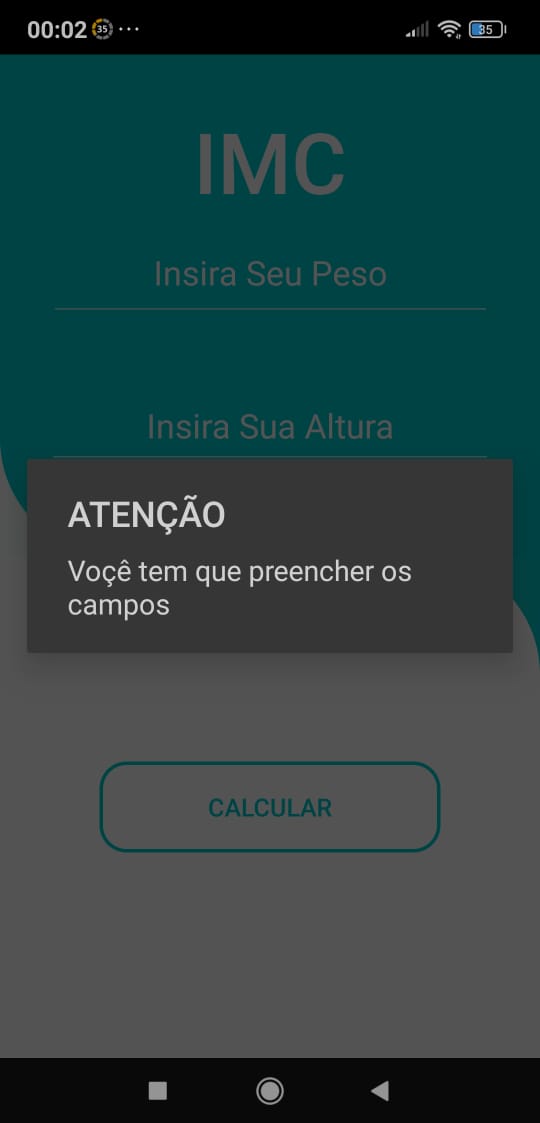 00:02 35 ... 35
IMC
Insira Seu Peso
Insira Sua Altura
ATENÇÃO
Voçê tem que preencher os
campos
CALCULAR